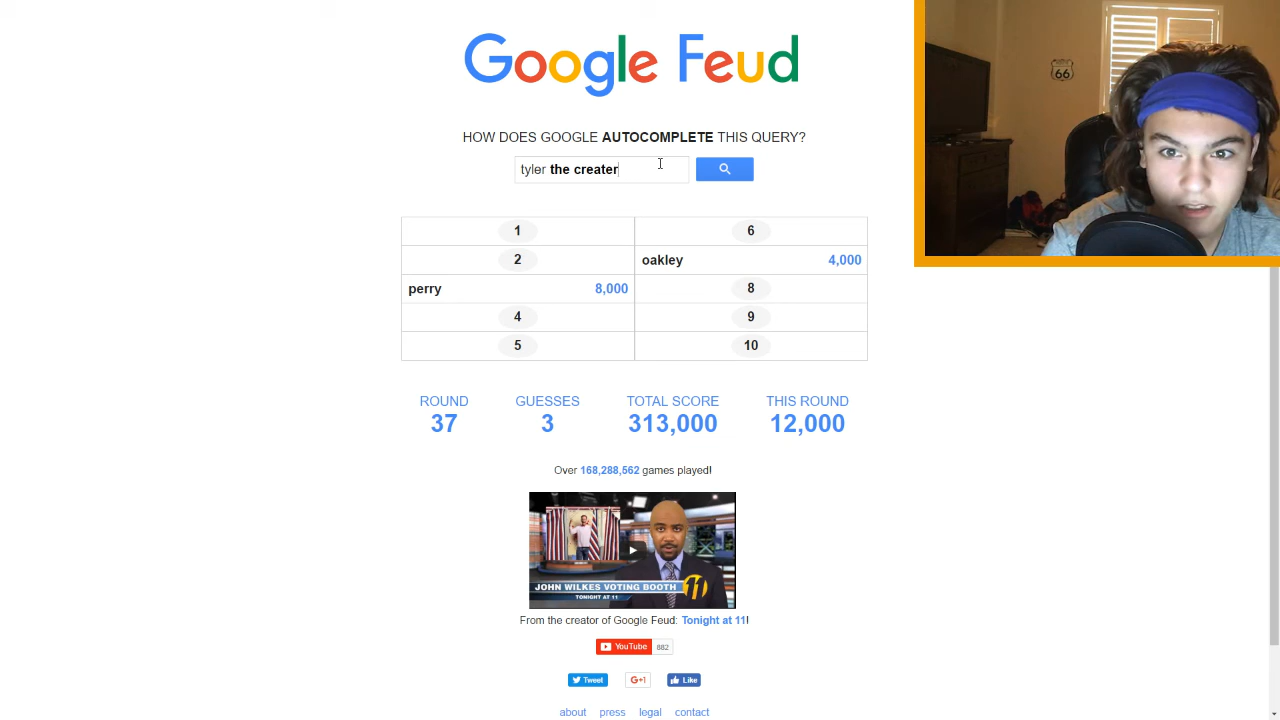 Google Feud
HOW DOES GOOGLE AUTOCOMPLETE THIS QUERY?
tyler the creater
1
6
2
oakley 4,000
perry 8,000
8
4
9
5
10
ROUND GUESSES TOTAL SCORE THIS ROUND
37 3 313,000 12,000
Over 168,288,562 games played!
JOHN WILKES VOTING BOOTH
TONIGHT AT 11
11
From the creator of Google Feud: Tonight at 11!
YouTube 882
Tweet G+1 Like
about press legal contact
66